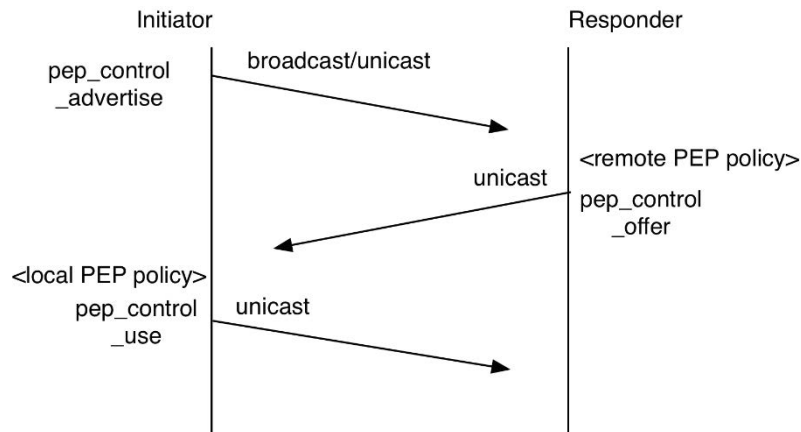 Initiator
Responder
broadcast/unicast
pep_control
_advertise
<remote PEP policy>
unicast
pep_control
_offer
<local PEP policy>
pep_control
_use
unicast